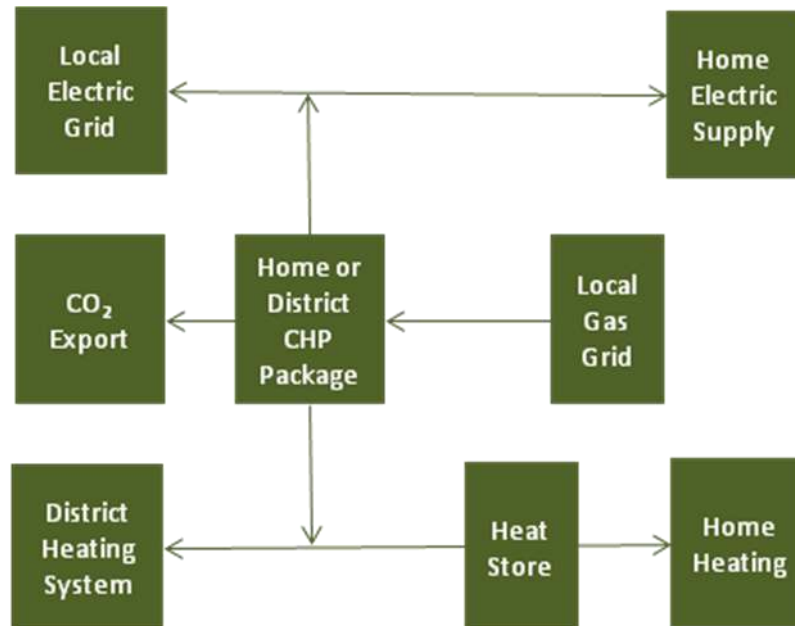 Local
Electric
Grid
Home
Electric
Supply
CO₂
Export
Home or
District
CHP
Package
Local
Gas
Grid
District
Heating
System
Heat
Store
Home
Heating